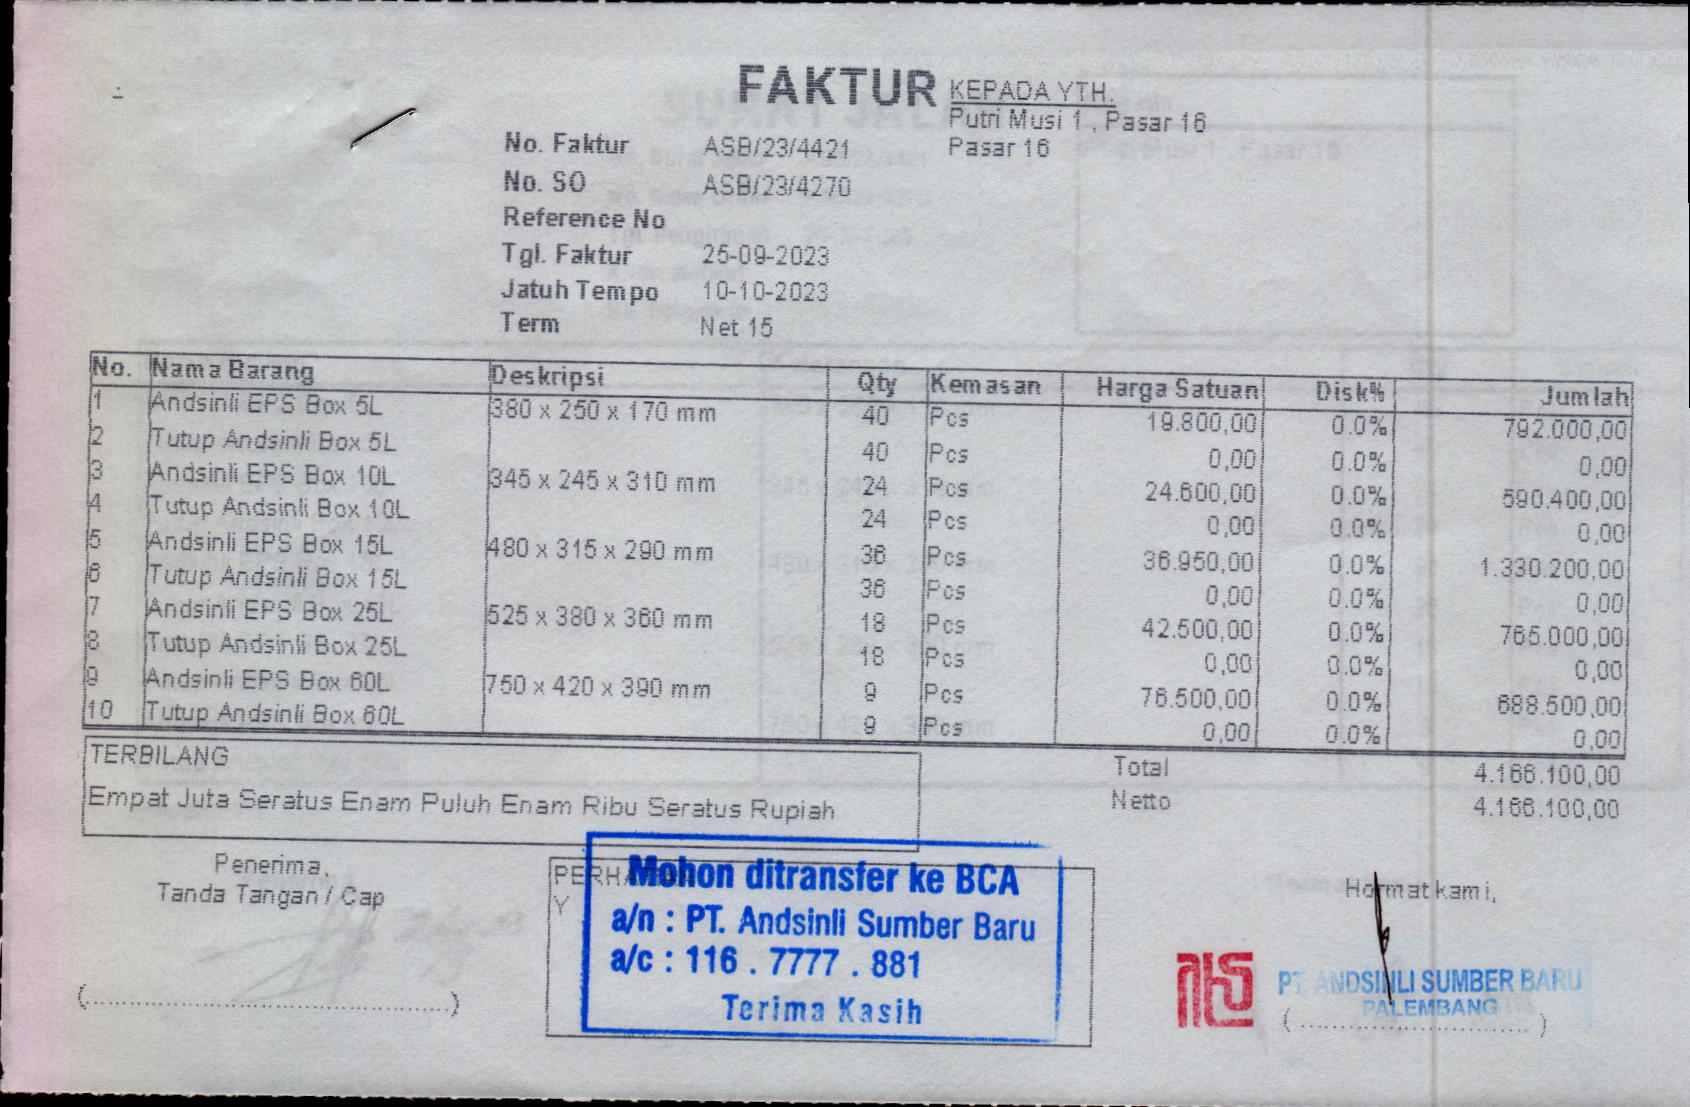 FAKTUR
KEPADA YTH.
Putri Musi 1 , Pasar 16
Pasar 16
No. Faktur ASB/23/4421
No. SO ASB/23/4270
Reference No
Tgl. Faktur 25-09-2023
Jatuh Tempo 10-10-2023
Term Net 15
No. Nama Barang Deskripsi Qty Kemasan Harga Satuan Disk% Jumlah
1 Andsinli EPS Box 5L 380 x 250 x 170 mm 40 Pcs 19.800,00 0.0% 792.000,00
2 Tutup Andsinli Box 5L 40 Pcs 0,00 0.0% 0,00
3 Andsinli EPS Box 10L 345 x 245 x 310 mm 24 Pcs 24.600,00 0.0% 590.400,00
4 Tutup Andsinli Box 10L 24 Pcs 0,00 0.0% 0,00
5 Andsinli EPS Box 15L 480 x 315 x 290 mm 36 Pcs 36.950,00 0.0% 1.330.200,00
6 Tutup Andsinli Box 15L 36 Pcs 0,00 0.0% 0,00
7 Andsinli EPS Box 25L 525 x 380 x 360 mm 18 Pcs 42.500,00 0.0% 765.000,00
8 Tutup Andsinli Box 25L 18 Pcs 0,00 0.0% 0,00
9 Andsinli EPS Box 60L 750 x 420 x 390 mm 9 Pcs 76.500,00 0.0% 688.500,00
10 Tutup Andsinli Box 60L 9 Pcs 0,00 0.0% 0,00
TERBILANG
Empat Juta Seratus Enam Puluh Enam Ribu Seratus Rupiah
Total 4.166.100,00
Netto 4.166.100,00
Penerima,
Tanda Tangan / Cap
(..............................................)
Y
Mohon ditransfer ke BCA
a/n : PT. Andsinli Sumber Baru
a/c : 116 . 7777 . 881
Terima Kasih
Hormat kami,
PT. ANDSINLI SUMBER BARU
PALEMBANG
(..............................)